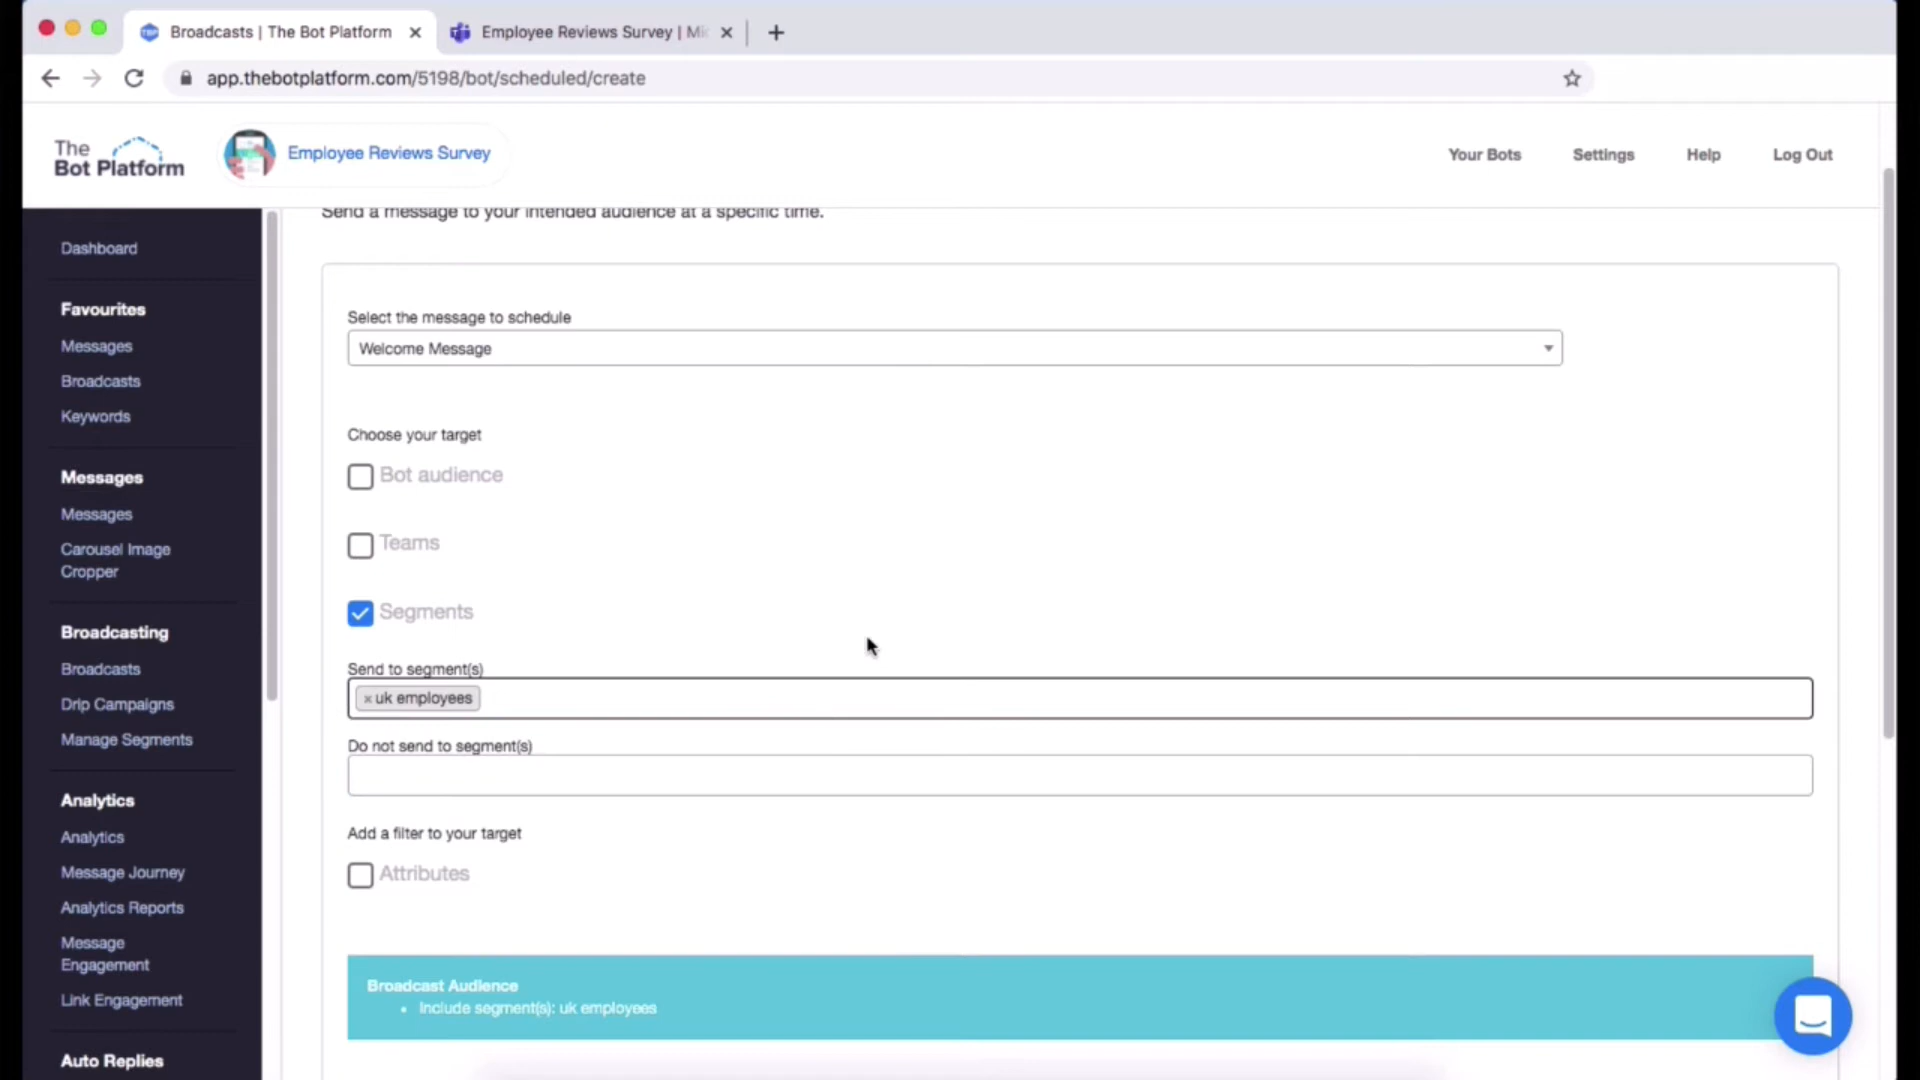 Broadcasts | The Bot Platform
Employee Reviews Survey | Mi
app.thebotplatform.com/5198/bot/scheduled/create
The
Bot Platform
Employee Reviews Survey
Your Bots
Settings
Help
Log Out
Dashboard
Favourites
Messages
Broadcasts
Keywords
Messages
Messages
Carousel Image
Cropper
Broadcasting
Broadcasts
Drip Campaigns
Manage Segments
Analytics
Analytics
Message Journey
Analytics Reports
Message
Engagement
Link Engagement
Auto Replies
Send a message to your intended audience at a specific time.
Select the message to schedule
Welcome Message
Choose your target
Bot audience
Teams
Segments
Send to segment(s)
× uk employees
Do not send to segment(s)
Add a filter to your target
Attributes
Broadcast Audience
• Include segment(s): uk employees